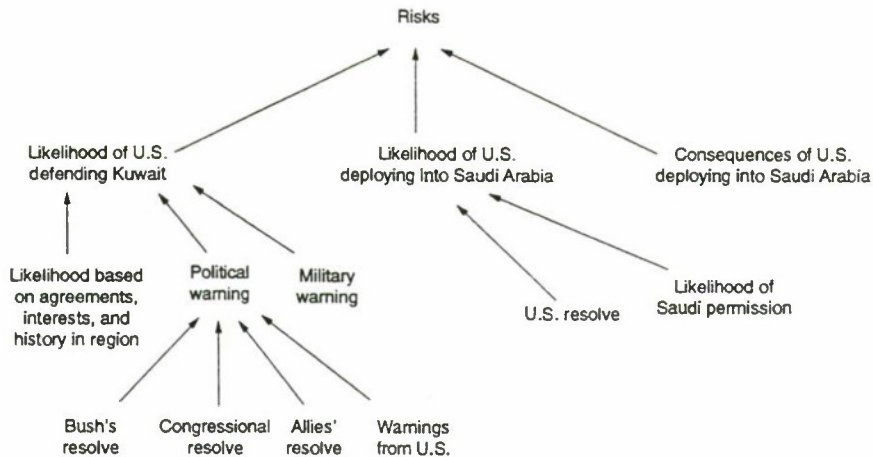 Risks
Likelihood of U.S.
defending Kuwait
Likelihood of U.S.
deploying into Saudi Arabia
Consequences of U.S.
deploying into Saudi Arabia
Likelihood based
on agreements,
interests, and
history in region
Political
warning
Military
warning
U.S. resolve
Likelihood of
Saudi permission
Bush's
resolve
Congressional
resolve
Allies'
resolve
Warnings
from U.S.